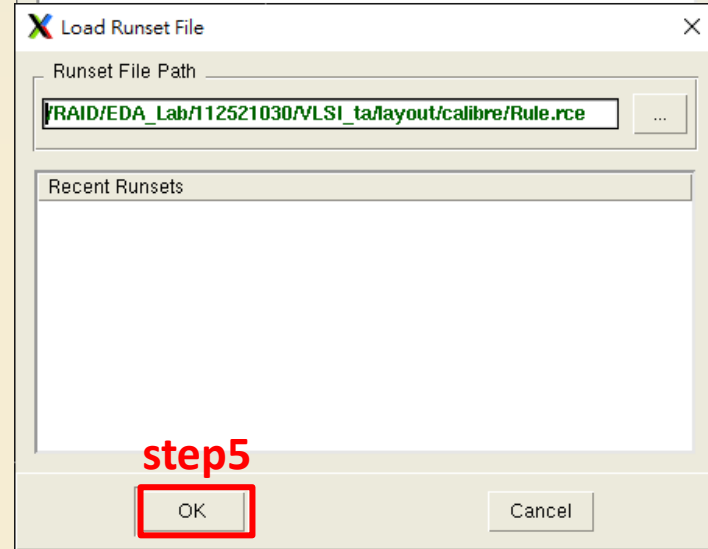 Load Runset File
Runset File Path
/RAID/EDA_Lab/112521030/VLSI_ta/layout/calibre/Rule.rce
...
Recent Runsets
step5
OK Cancel